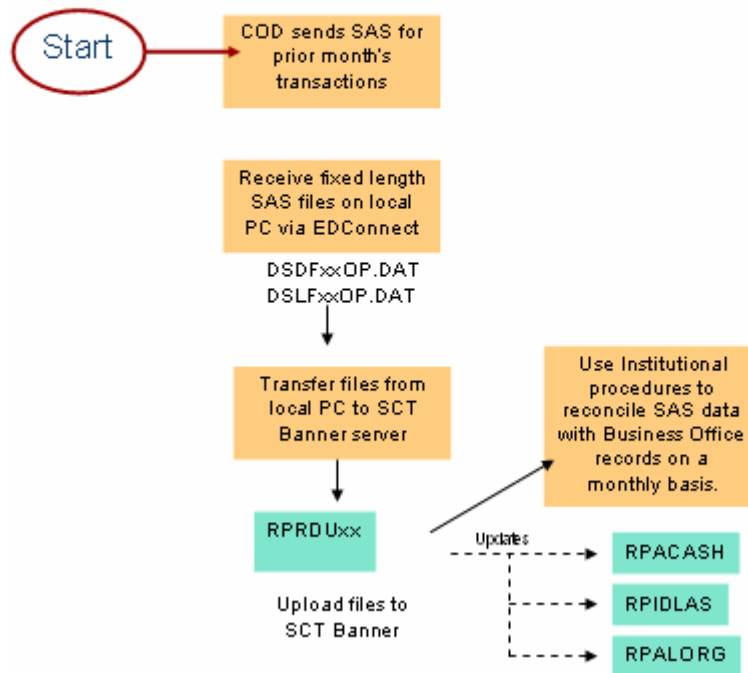 Start
COD sends SAS for
prior month's
transactions
Receive fixed length
SAS files on local
PC via EDConnect
DSDFxxOP.DAT
DSLFxxOP.DAT
Transfer files from
local PC to SCT
Banner server
Use Institutional
procedures to
reconcile SAS data
with Business Office
records on a
monthly basis.
RPRDUxx
Updates
RPACASH
Upload files to
SCT Banner
RPIDLAS
RPALORG